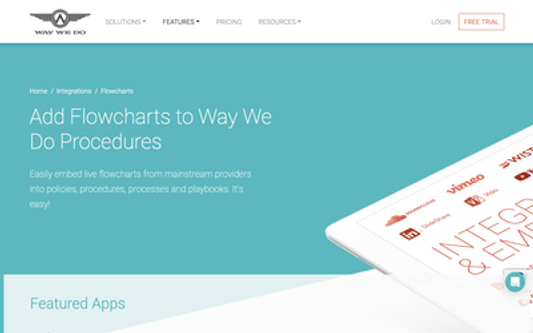 WAY WE DO
SOLUTIONS
FEATURES
PRICING
RESOURCES
LOGIN
FREE TRIAL
Home / Integrations / Flowcharts
Add Flowcharts to Way We
Do Procedures
Easily embed live flowcharts from mainstream providers
into policies, procedures, processes and playbooks. It's
easy!
WIST
vimeo
SOUNDCLOUD
SlideShare
INTEGR
& EM
Featured Apps